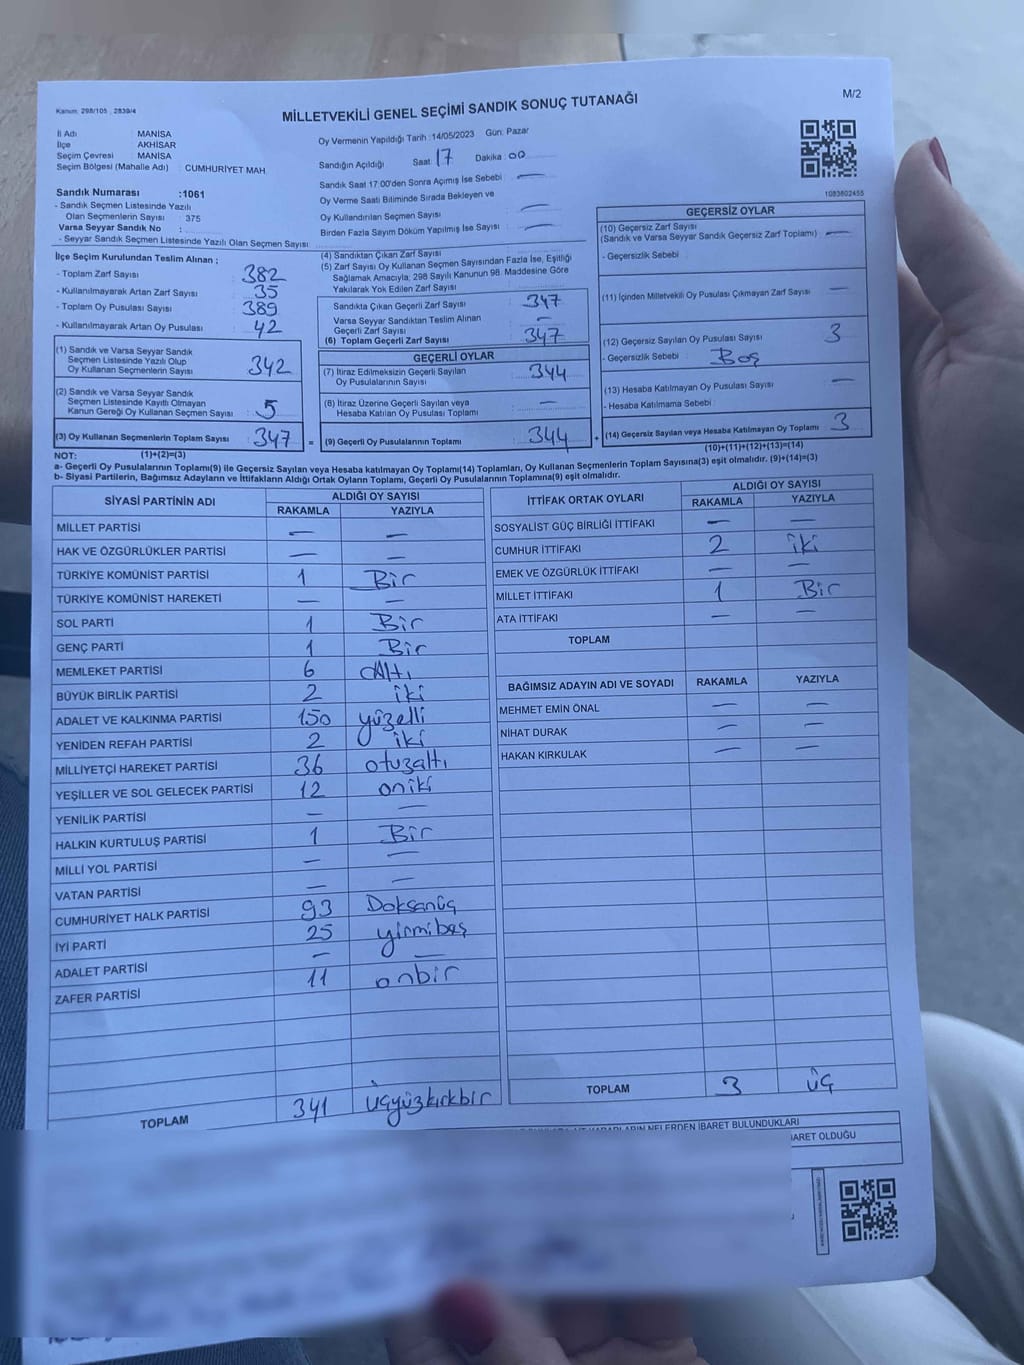 Kanun: 298/105 , 2839/4
MİLLETVEKİLİ GENEL SEÇİMİ SANDIK SONUÇ TUTANAĞI
M/2
İl Adı : MANİSA
İlçe : AKHİSAR
Seçim Çevresi : MANİSA
Seçim Bölgesi (Mahalle Adı) : CUMHURİYET MAH.
Sandık Numarası :1061
- Sandık Seçmen Listesinde Yazılı
Olan Seçmenlerin Sayısı : 375
Varsa Seyyar Sandık No :
- Seyyar Sandık Seçmen Listesinde Yazılı Olan Seçmen Sayısı :
Oy Vermenin Yapıldığı Tarih :14/05/2023 Gün: Pazar
Sandığın Açıldığı Saat: 17 Dakika: 00
Sandık Saat 17:00'den Sonra Açımış İse Sebebi : —
Oy Verme Saati Bitiminde Sırada Bekleyen ve
Oy Kullandırılan Seçmen Sayısı : —
Birden Fazla Sayım Döküm Yapılmış İse Sayısı : —
1083602455
İlçe Seçim Kurulundan Teslim Alınan ;
- Toplam Zarf Sayısı : 382
- Kullanılmayarak Artan Zarf Sayısı : 35
- Toplam Oy Pusulası Sayısı : 389
- Kullanılmayarak Artan Oy Pusulası : 42
(1) Sandık ve Varsa Seyyar Sandık
Seçmen Listesinde Yazılı Olup
Oy Kullanan Seçmenlerin Sayısı : 342
(2) Sandık ve Varsa Seyyar Sandık
Seçmen Listesinde Kayıtlı Olmayan
Kanun Gereği Oy Kullanan Seçmen Sayısı : 5
(3) Oy Kullanan Seçmenlerin Toplam Sayısı : 347 =
(4) Sandıktan Çıkan Zarf Sayısı :
(5) Zarf Sayısı Oy Kullanan Seçmen Sayısından Fazla İse, Eşitliği
Sağlamak Amacıyla; 298 Sayılı Kanunun 98. Maddesine Göre
Yakılarak Yok Edilen Zarf Sayısı :
Sandıkta Çıkan Geçerli Zarf Sayısı : 347
Varsa Seyyar Sandıktan Teslim Alınan
Geçerli Zarf Sayısı : —
(6) Toplam Geçerli Zarf Sayısı : 347
GEÇERLİ OYLAR
(7) İtiraz Edilmeksizin Geçerli Sayılan
Oy Pusulalarının Sayısı : 344
(8) İtiraz Üzerine Geçerli Sayılan veya
Hesaba Katılan Oy Pusulası Toplamı : —
(9) Geçerli Oy Pusulalarının Toplamı : 344 +
GEÇERSİZ OYLAR
(10) Geçersiz Zarf Sayısı
(Sandık ve Varsa Seyyar Sandık Geçersiz Zarf Toplamı) : —
- Geçersizlik Sebebi :
(11) İçinden Milletvekili Oy Pusulası Çıkmayan Zarf Sayısı : —
(12) Geçersiz Sayılan Oy Pusulası Sayısı : 3
- Geçersizlik Sebebi : Boş
(13) Hesaba Katılmayan Oy Pusulası Sayısı : —
- Hesaba Katılmama Sebebi :
(14) Geçersiz Sayılan veya Hesaba Katılmayan Oy Toplamı : 3
NOT: (1)+(2)=(3)
(10)+(11)+(12)+(13)=(14)
a- Geçerli Oy Pusulalarının Toplamı(9) ile Geçersiz Sayılan veya Hesaba katılmayan Oy Toplamı(14) Toplamları, Oy Kullanan Seçmenlerin Toplam Sayısına(3) eşit olmalıdır. (9)+(14)=(3)
b- Siyasi Partilerin, Bağımsız Adayların ve İttifakların Aldığı Ortak Oyların Toplamı, Geçerli Oy Pusulalarının Toplamına(9) eşit olmalıdır.
SİYASİ PARTİNİN ADI ALDIĞI OY SAYISI
RAKAMLA YAZIYLA
MİLLET PARTİSİ — —
HAK VE ÖZGÜRLÜKLER PARTİSİ — —
TÜRKİYE KOMÜNİST PARTİSİ 1 Bir
TÜRKİYE KOMÜNİST HAREKETİ — —
SOL PARTİ 1 Bir
GENÇ PARTİ 1 Bir
MEMLEKET PARTİSİ 6 altı
BÜYÜK BİRLİK PARTİSİ 2 iki
ADALET VE KALKINMA PARTİSİ 150 yüzelli
YENİDEN REFAH PARTİSİ 2 iki
MİLLİYETÇİ HAREKET PARTİSİ 36 otuzaltı
YEŞİLLER VE SOL GELECEK PARTİSİ 12 oniki
YENİLİK PARTİSİ — —
HALKIN KURTULUŞ PARTİSİ 1 Bir
MİLLİ YOL PARTİSİ — —
VATAN PARTİSİ — —
CUMHURİYET HALK PARTİSİ 93 Doksanüç
İYİ PARTİ 25 yirmibeş
ADALET PARTİSİ — —
ZAFER PARTİSİ 11 onbir
TOPLAM 341 üçyüzkırkbir
İTTİFAK ORTAK OYLARI ALDIĞI OY SAYISI
RAKAMLA YAZIYLA
SOSYALİST GÜÇ BİRLİĞİ İTTİFAKI — —
CUMHUR İTTİFAKI 2 iki
EMEK VE ÖZGÜRLÜK İTTİFAKI — —
MİLLET İTTİFAKI 1 Bir
ATA İTTİFAKI — —
TOPLAM
BAĞIMSIZ ADAYIN ADI VE SOYADI RAKAMLA YAZIYLA
MEHMET EMİN ÖNAL — —
NİHAT DURAK — —
HAKAN KIRKULAK — —
TOPLAM 3 üç
NELERDEN İBARET BULUNDUKLARI
İBARET OLDUĞU